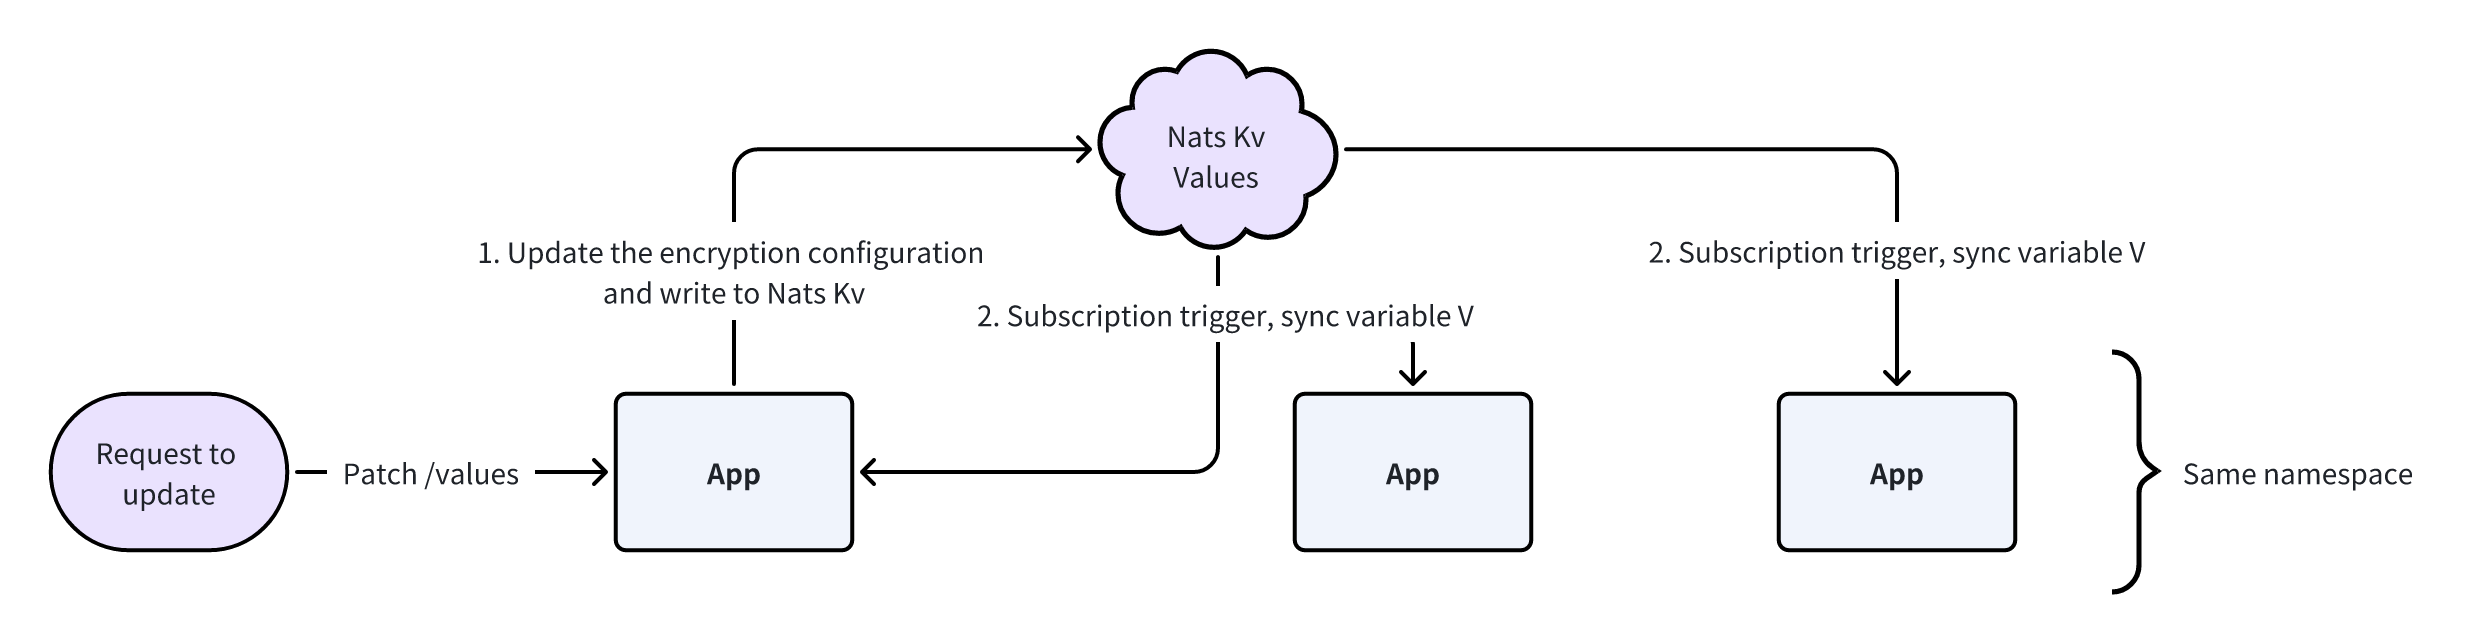 Nats Kv
Values
1. Update the encryption configuration
and write to Nats Kv
2. Subscription trigger, sync variable V
2. Subscription trigger, sync variable V
Request to
update
Patch /values
App
App
App
Same namespace